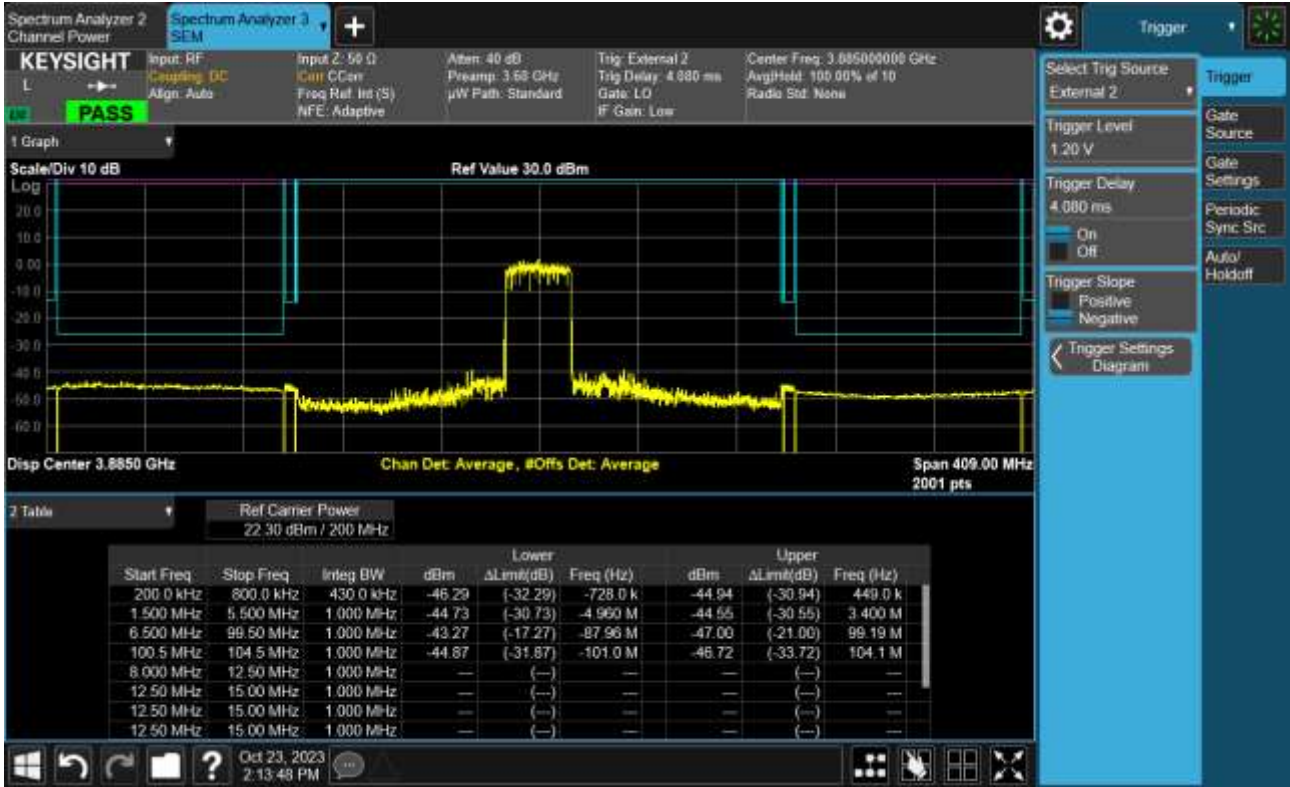 Spectrum Analyzer 2
Channel Power
Spectrum Analyzer 3
SEM
Trigger
KEYSIGHT
L
PASS
Input: RF
Coupling: DC
Align: Auto
Input Z: 50 Ω
Corr CCorr
Freq Ref: Int (S)
NFE: Adaptive
Atten: 40 dB
Preamp: 3.60 GHz
µW Path: Standard
Trig: External 2
Trig Delay: 4.080 ms
Gate: LO
IF Gain: Low
Center Freq: 3.885000000 GHz
Avg|Hold: 100.00% of 10
Radio Std: None
1 Graph
Scale/Div 10 dB
Ref Value 30.0 dBm
Log
20.0
10.0
0.00
-10.0
-20.0
-30.0
-40.0
-50.0
-60.0
Disp Center 3.8850 GHz
Chan Det: Average, #Offs Det: Average
Span 409.00 MHz
2001 pts
2 Table
Ref Carrier Power
22.30 dBm / 200 MHz
Lower Upper
Start Freq Stop Freq Integ BW dBm ΔLimit(dB) Freq (Hz) dBm ΔLimit(dB) Freq (Hz)
200.0 kHz 800.0 kHz 430.0 kHz -46.29 (-32.29) -728.0 k -44.94 (-30.94) 449.0 k
1.500 MHz 5.500 MHz 1.000 MHz -44.73 (-30.73) -4.960 M -44.55 (-30.55) 3.400 M
6.500 MHz 99.50 MHz 1.000 MHz -43.27 (-17.27) -87.96 M -47.00 (-21.00) 99.19 M
100.5 MHz 104.5 MHz 1.000 MHz -44.87 (-31.87) -101.0 M -46.72 (-33.72) 104.1 M
8.000 MHz 12.50 MHz 1.000 MHz --- (---) --- --- (---) ---
12.50 MHz 15.00 MHz 1.000 MHz --- (---) --- --- (---) ---
12.50 MHz 15.00 MHz 1.000 MHz --- (---) --- --- (---) ---
12.50 MHz 15.00 MHz 1.000 MHz --- (---) --- --- (---) ---
Select Trig Source
External 2
Trigger Level
1.20 V
Trigger Delay
4.080 ms
On
Off
Trigger Slope
Positive
Negative
Trigger Settings
Diagram
Trigger
Gate
Source
Gate
Settings
Periodic
Sync Src
Auto/
Holdoff
Oct 23, 2023
2:13:48 PM